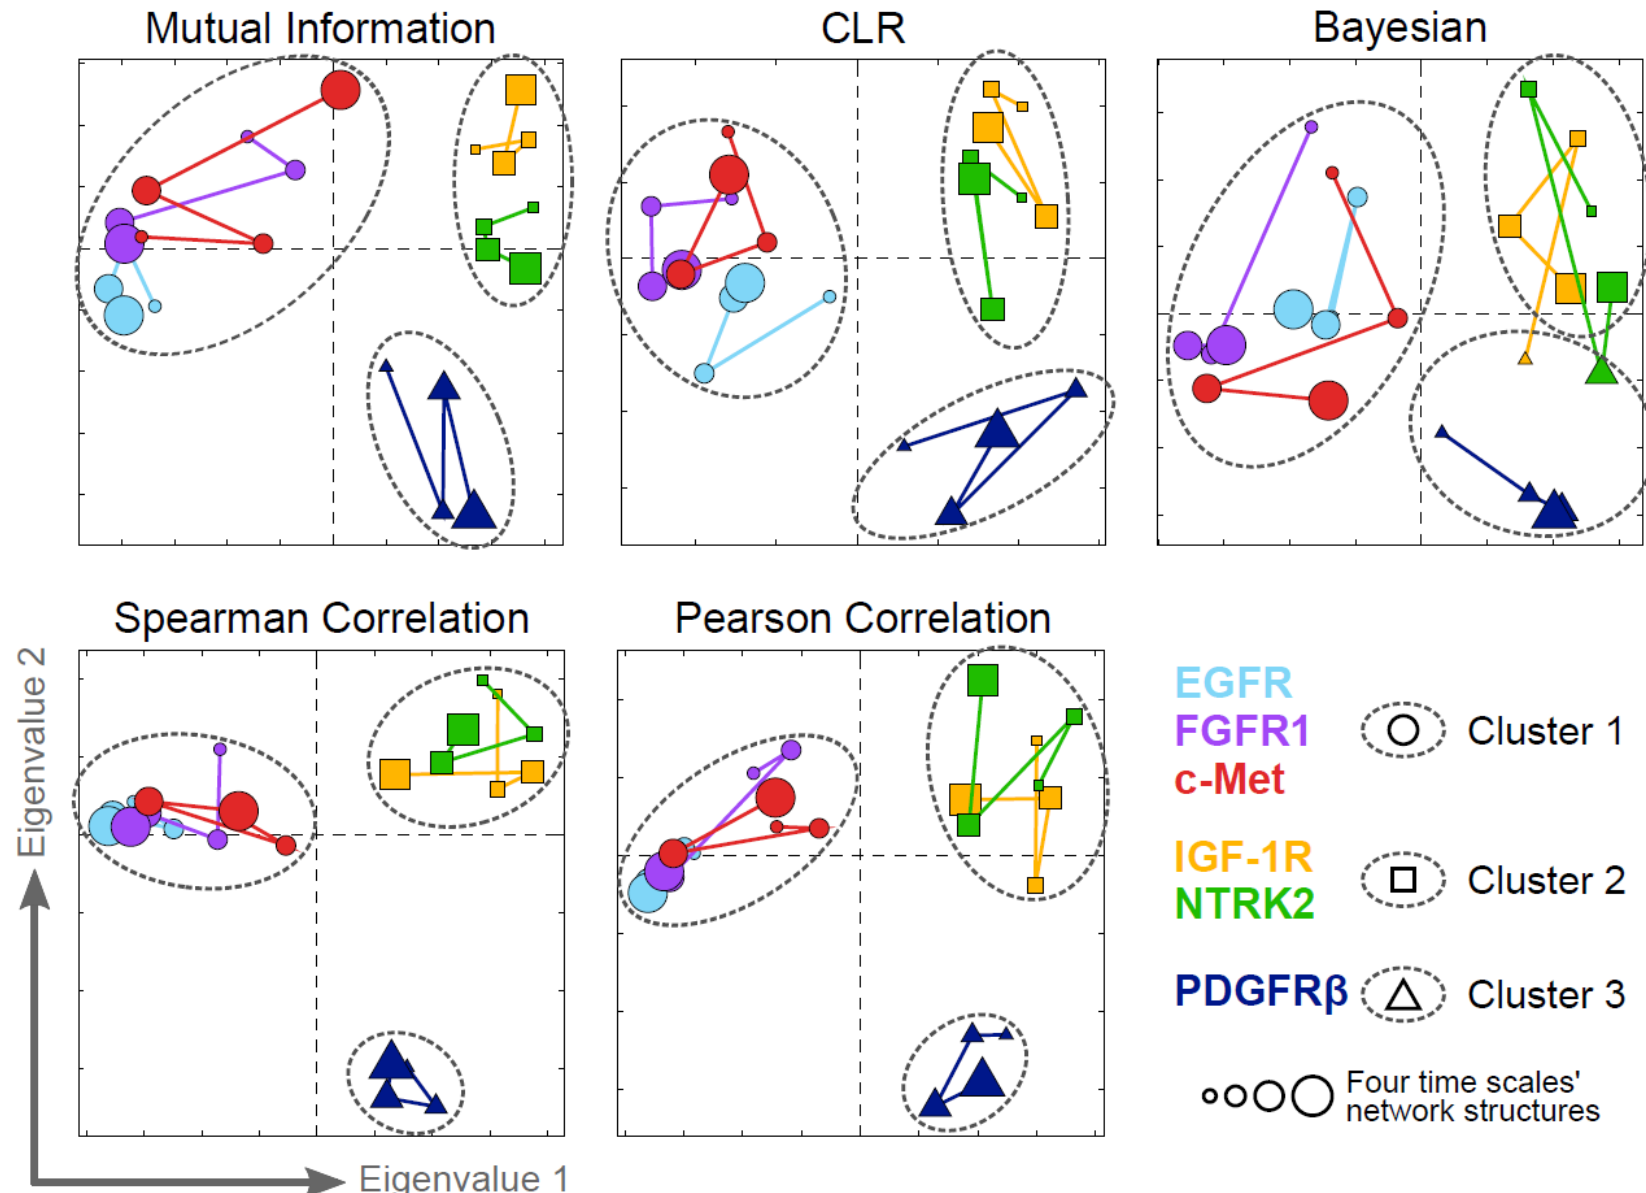 Mutual Information
CLR
Bayesian
Spearman Correlation
Pearson Correlation
Eigenvalue 2
Eigenvalue 1
EGFR
FGFR1
c-Met
Cluster 1
IGF-1R
NTRK2
Cluster 2
PDGFRβ
Cluster 3
Four time scales'
network structures